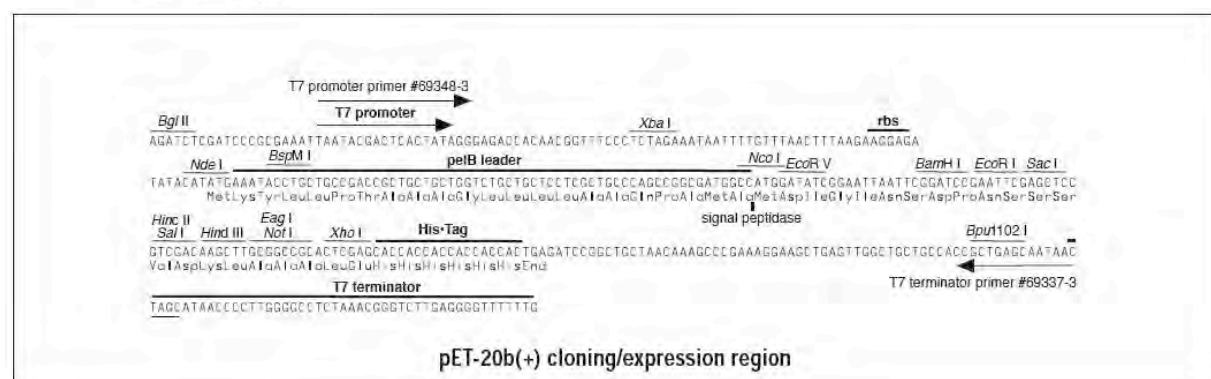 T7 promoter primer #69348-3
Bgl II T7 promoter Xba I rbs
AGATCTCGATCCCGCGAAATTAATACGACTCACTATAGGGAGACCACAACGGTTTCCCTCTAGAAATAATTTTGTTTAACTTTAAGAAGGAGA
Nde I BspM I pelB leader Nco I EcoR V BamH I EcoR I Sac I
TATACATATGAAATACCTGCTGCCGACCGCTGCTGCTGGTCTGCTGCTCCTCGCTGCCCAGCCGGCGATGGCCATGGATATCGGAATTAATTCGGATCCGAATTCGAGCTCC
MetLysTyrLeuLeuProThrAlaAlaAlaGlyLeuLeuLeuLeuAlaAlaGlnProAlaMetAlaMetAspIleGlyIleAsnSerAspProAsnSerSerSer
signal peptidase
Hinc II
Sal I Hind III Eag I Not I Xho I His•Tag Bpu1102 I
GTCGACAAGCTTGCGGCCGCACTCGAGCACCACCACCACCACCACTGAGATCCGGCTGCTAACAAAGCCCGAAAGGAAGCTGAGTTGGCTGCTGCCACCGCTGAGCAATAAC
ValAspLysLeuAlaAlaAlaLeuGluHisHisHisHisHisHisEnd
T7 terminator T7 terminator primer #69337-3
TAGCATAACCCCTTGGGGCCTCTAAACGGGTCTTGAGGGGTTTTTTG
pET-20b(+) cloning/expression region